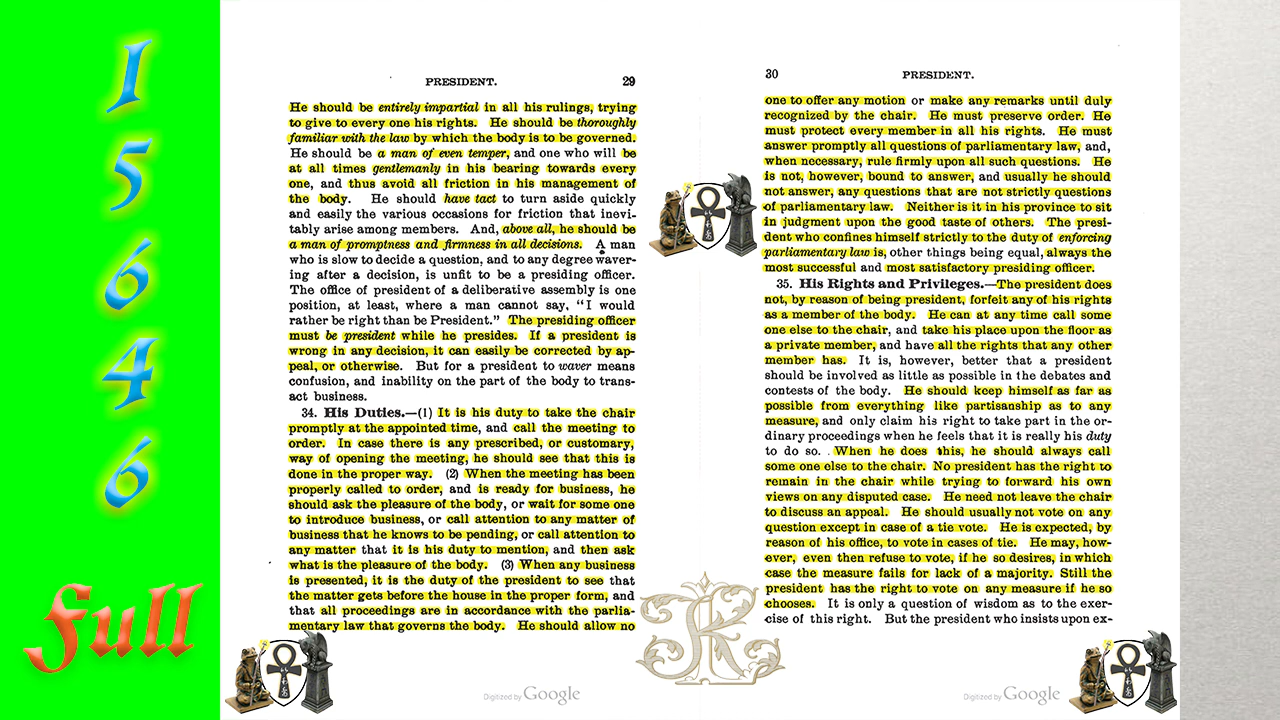 1
5
6
4
6
Full
PRESIDENT. 29
He should be entirely impartial in all his rulings, trying
to give to every one his rights. He should be thoroughly
familiar with the law by which the body is to be governed.
He should be a man of even temper, and one who will be
at all times gentlemanly in his bearing towards every
one, and thus avoid all friction in his management of
the body. He should have tact to turn aside quickly
and easily the various occasions for friction that inevi-
tably arise among members. And, above all, he should be
a man of promptness and firmness in all decisions. A man
who is slow to decide a question, and to any degree waver-
ing after a decision, is unfit to be a presiding officer.
The office of president of a deliberative assembly is one
position, at least, where a man cannot say, "I would
rather be right than be President." The presiding officer
must be president while he presides. If a president is
wrong in any decision, it can easily be corrected by ap-
peal, or otherwise. But for a president to waver means
confusion, and inability on the part of the body to trans-
act business.
34. His Duties.—(1) It is his duty to take the chair
promptly at the appointed time, and call the meeting to
order. In case there is any prescribed, or customary,
way of opening the meeting, he should see that this is
done in the proper way. (2) When the meeting has been
properly called to order, and is ready for business, he
should ask the pleasure of the body, or wait for some one
to introduce business, or call attention to any matter of
business that he knows to be pending, or call attention to
any matter that it is his duty to mention, and then ask
what is the pleasure of the body. (3) When any business
is presented, it is the duty of the president to see that
the matter gets before the house in the proper form, and
that all proceedings are in accordance with the parlia-
mentary law that governs the body. He should allow no
Digitized by Google
30 PRESIDENT.
one to offer any motion or make any remarks until duly
recognized by the chair. He must preserve order. He
must protect every member in all his rights. He must
answer promptly all questions of parliamentary law, and,
when necessary, rule firmly upon all such questions. He
is not, however, bound to answer, and usually he should
not answer, any questions that are not strictly questions
of parliamentary law. Neither is it in his province to sit
in judgment upon the good taste of others. The presi-
dent who confines himself strictly to the duty of enforcing
parliamentary law is, other things being equal, always the
most successful and most satisfactory presiding officer.
35. His Rights and Privileges.—The president does
not, by reason of being president, forfeit any of his rights
as a member of the body. He can at any time call some
one else to the chair, and take his place upon the floor as
a private member, and have all the rights that any other
member has. It is, however, better that a president
should be involved as little as possible in the debates and
contests of the body. He should keep himself as far as
possible from everything like partisanship as to any
measure, and only claim his right to take part in the or-
dinary proceedings when he feels that it is really his duty
to do so. When he does this, he should always call
some one else to the chair. No president has the right to
remain in the chair while trying to forward his own
views on any disputed case. He need not leave the chair
to discuss an appeal. He should usually not vote on any
question except in case of a tie vote. He is expected, by
reason of his office, to vote in cases of tie. He may, how-
ever, even then refuse to vote, if he so desires, in which
case the measure fails for lack of a majority. Still the
president has the right to vote on any measure if he so
chooses. It is only a question of wisdom as to the exer-
cise of this right. But the president who insists upon ex-
Digitized by Google